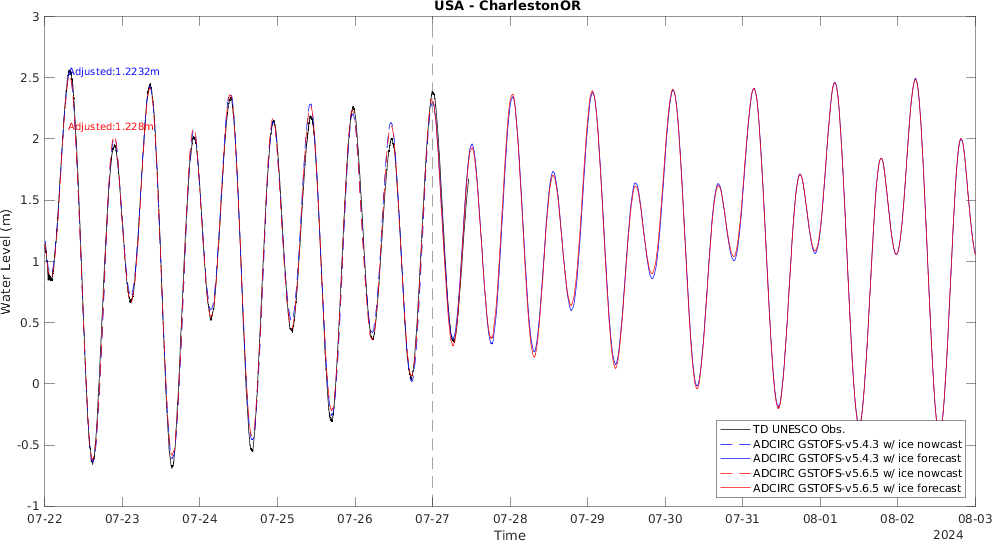 USA - CharlestonOR
3
2.5
2
1.5
1
0.5
0
-0.5
-1
Water Level (m)
Adjusted:1.2232m
Adjusted:1.228m
TD UNESCO Obs.
ADCIRC GSTOFS-v5.4.3 w/ ice nowcast
ADCIRC GSTOFS-v5.4.3 w/ ice forecast
ADCIRC GSTOFS-v5.6.5 w/ ice nowcast
ADCIRC GSTOFS-v5.6.5 w/ ice forecast
07-22 07-23 07-24 07-25 07-26 07-27 07-28 07-29 07-30 07-31 08-01 08-02 08-03
Time
2024